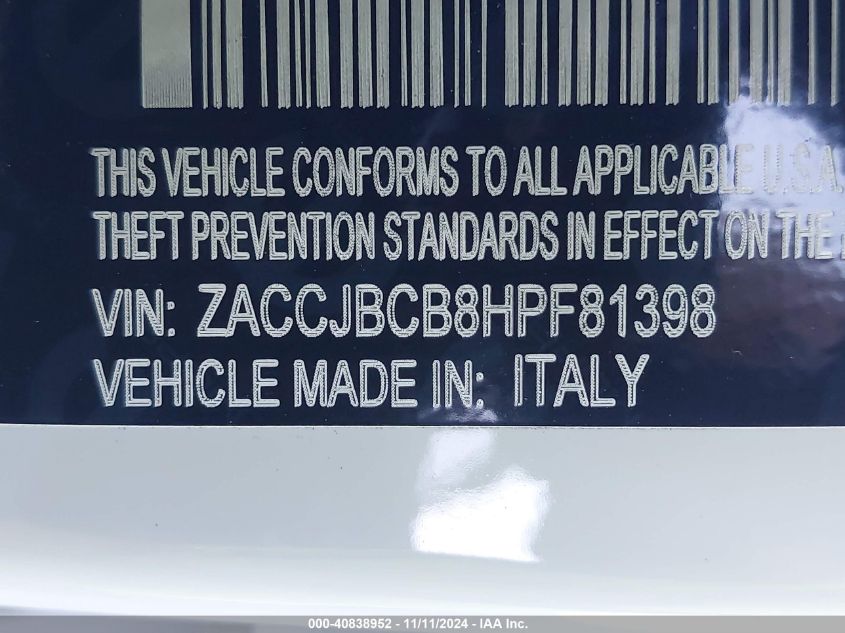 THIS VEHICLE CONFORMS TO ALL APPLICABLE U.S.A.
THEFT PREVENTION STANDARDS IN EFFECT ON THE
VIN: ZACCJBCB8HPF81398
VEHICLE MADE IN: ITALY
000-40838952 - 11/11/2024 - IAA Inc.